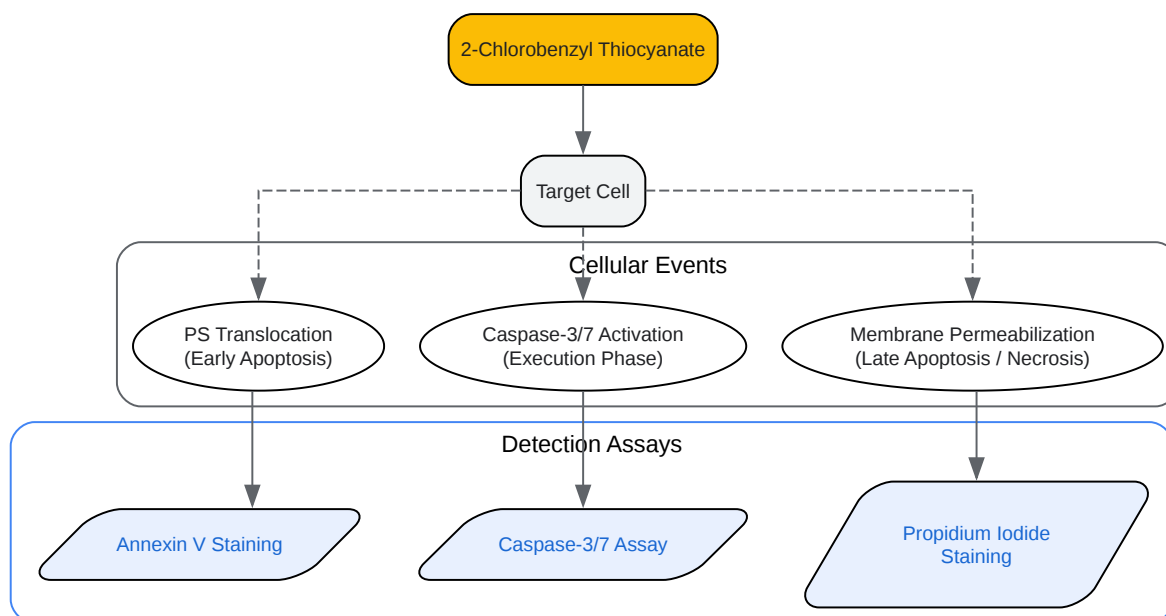 2-Chlorobenzyl Thiocyanate
Target Cell
Cellular Events
PS Translocation
(Early Apoptosis)
Caspase-3/7 Activation
(Execution Phase)
Membrane Permeabilization
(Late Apoptosis / Necrosis)
Detection Assays
Annexin V Staining
Caspase-3/7 Assay
Propidium Iodide
Staining